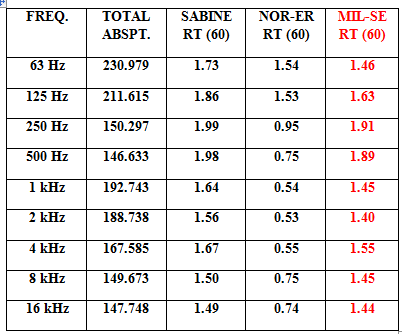 FREQ. TOTAL ABSPT. SABINE RT (60) NOR-ER RT (60) MIL-SE RT (60)
63 Hz 230.979 1.73 1.54 1.46
125 Hz 211.615 1.86 1.53 1.63
250 Hz 150.297 1.99 0.95 1.91
500 Hz 146.633 1.98 0.75 1.89
1 kHz 192.743 1.64 0.54 1.45
2 kHz 188.738 1.56 0.53 1.40
4 kHz 167.585 1.67 0.55 1.55
8 kHz 149.673 1.50 0.75 1.45
16 kHz 147.748 1.49 0.74 1.44